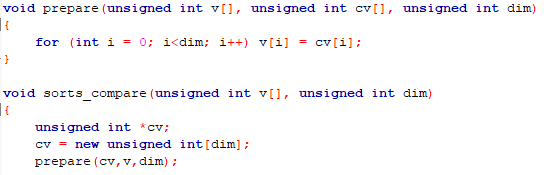 void prepare(unsigned int v[], unsigned int cv[], unsigned int dim)
{
    for (int i = 0; i<dim; i++) v[i] = cv[i];
}

void sorts_compare(unsigned int v[], unsigned int dim)
{
    unsigned int *cv;
    cv = new unsigned int[dim];
    prepare(cv,v,dim);